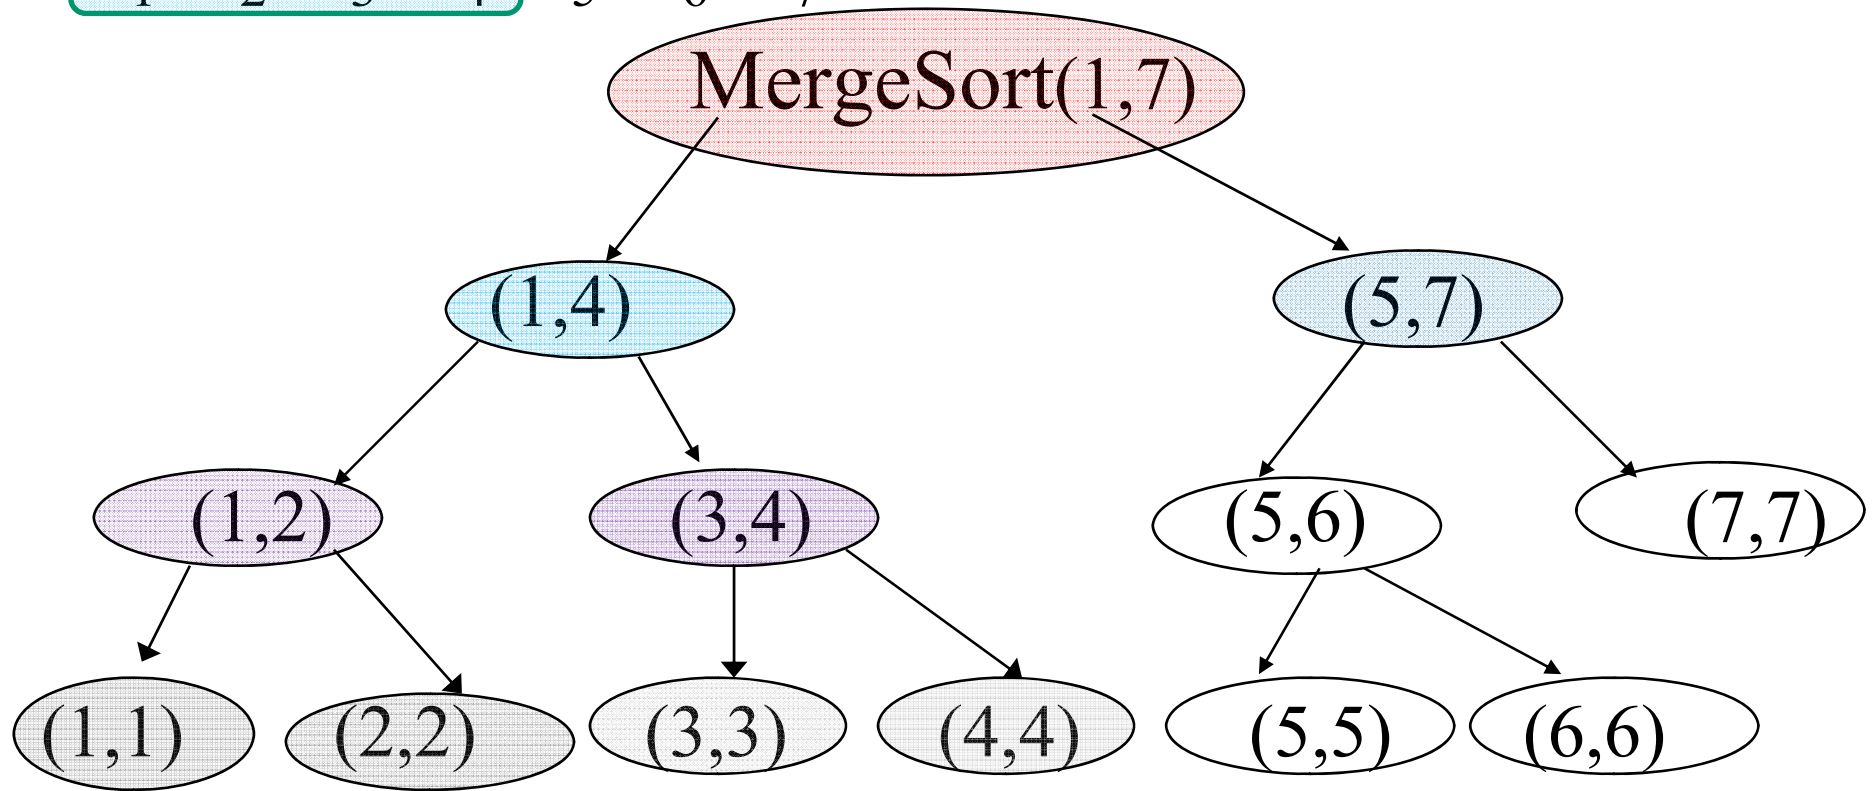 MergeSort(1,7)
(1,4) (5,7)
(1,2) (3,4) (5,6) (7,7)
(1,1) (2,2) (3,3) (4,4) (5,5) (6,6)